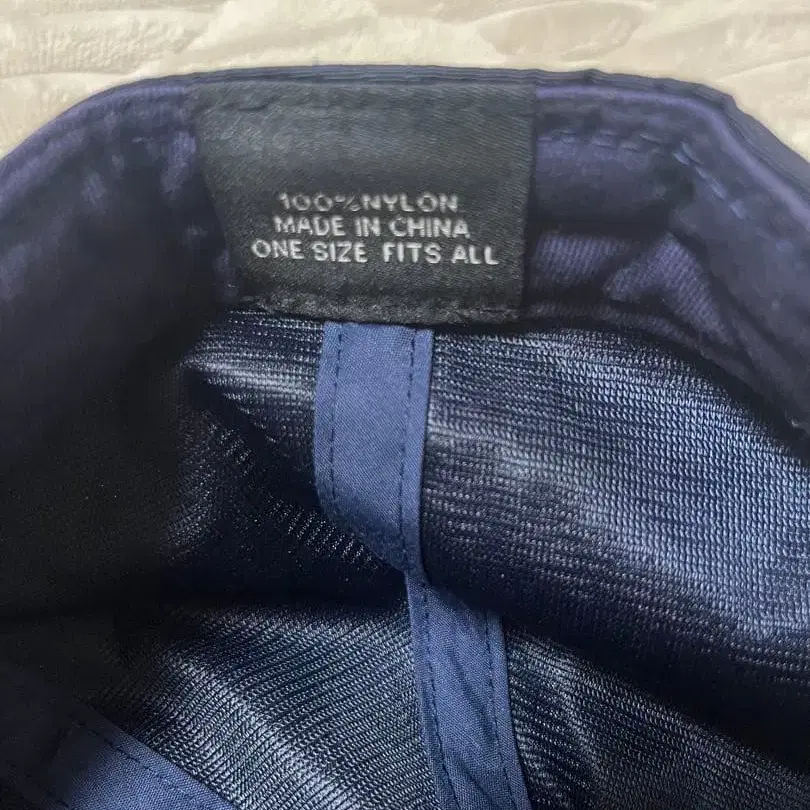 100%NYLON
MADE IN CHINA
ONE SIZE FITS ALL